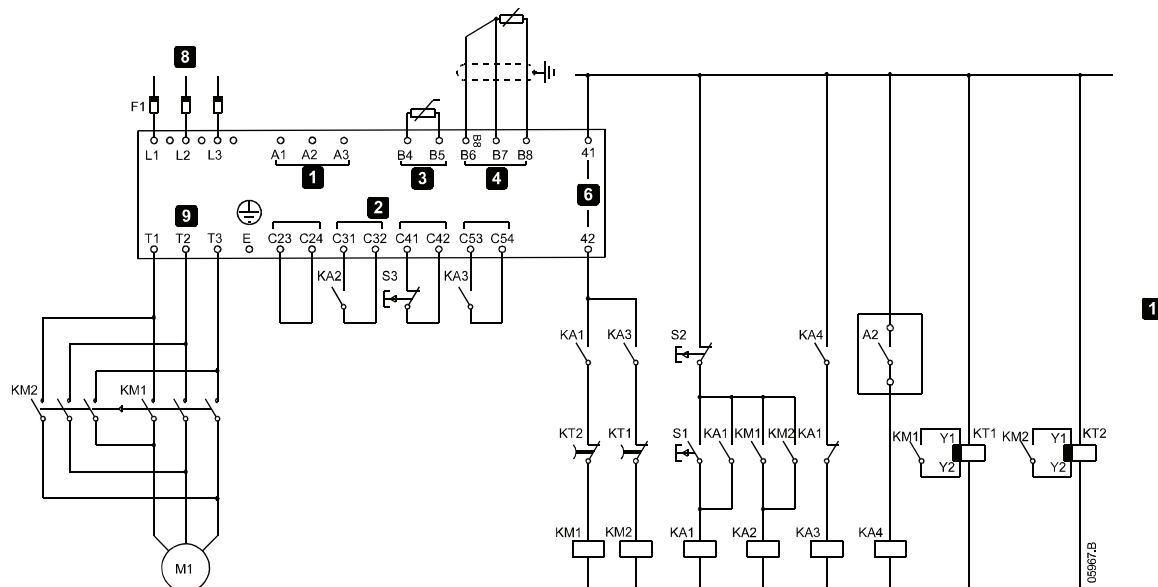 8
F1
B8
L1 L2 L3 A1 A2 A3 B4 B5 B6 B7 B8 41
1 3 4 6
9 2
T1 T2 T3 E C23 C24 C31 C32 C41 C42 C53 C54 42
KA2 S3 KA3
1
KA1 KA3 S2 KA4 A2
KM2 KM1
KT2 KT1 S1 KA1 KM1 KM2 KA1 KM1 Y1 KT1 KM2 Y1 KT2
Y2 Y2
KM1 KM2 KA1 KA2 KA3 KA4
M1
05967.B